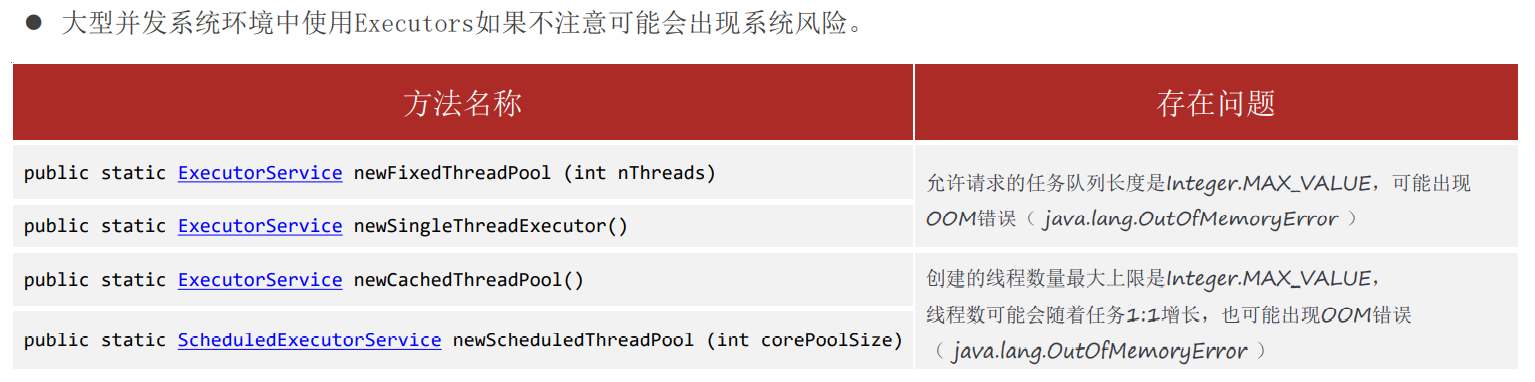 ● 大型并发系统环境中使用Executors如果不注意可能会出现系统风险。
方法名称
存在问题
public static ExecutorService newFixedThreadPool (int nThreads)
public static ExecutorService newSingleThreadExecutor()
允许请求的任务队列长度是Integer.MAX_VALUE，可能出现
OOM错误（ java.lang.OutOfMemoryError ）
public static ExecutorService newCachedThreadPool()
public static ScheduledExecutorService newScheduledThreadPool (int corePoolSize)
创建的线程数量最大上限是Integer.MAX_VALUE，
线程数可能会随着任务1:1增长，也可能出现OOM错误
（ java.lang.OutOfMemoryError ）